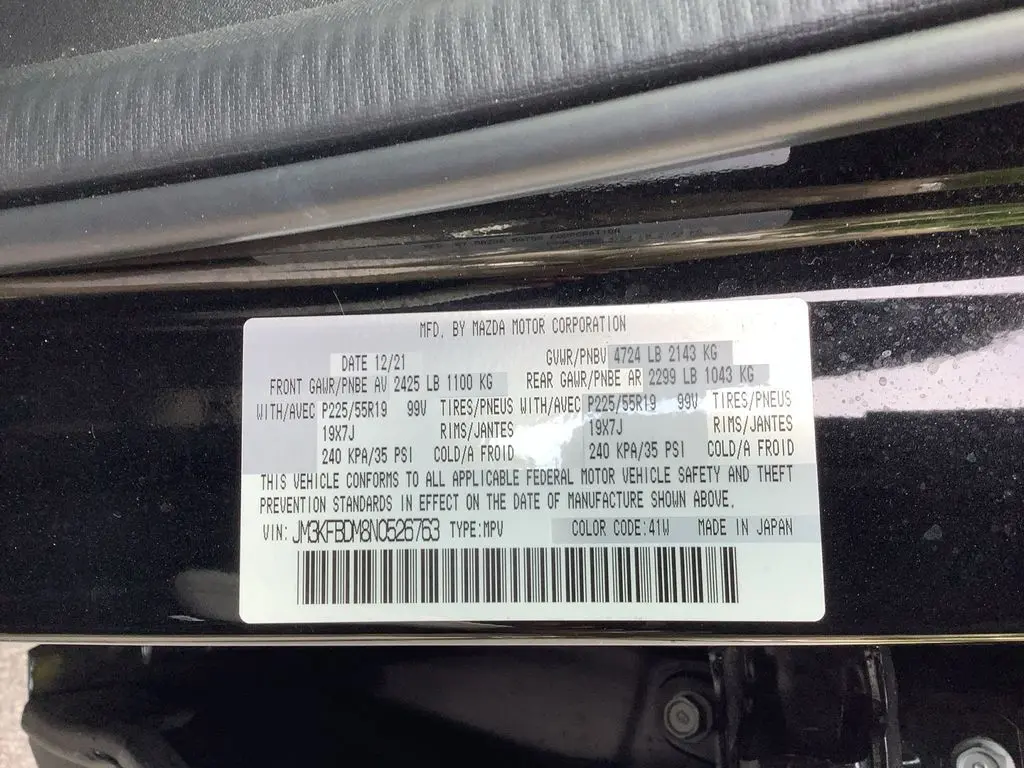 MFD. BY MAZDA MOTOR CORPORATION
DATE 12/21 GVWR/PNBV 4724 LB 2143 KG
FRONT GAWR/PNBE AV 2425 LB 1100 KG REAR GAWR/PNBE AR 2299 LB 1043 KG
WITH/AVEC P225/55R19 99V TIRES/PNEUS WITH/AVEC P225/55R19 99V TIRES/PNEUS
19X7J RIMS/JANTES 19X7J RIMS/JANTES
240 KPA/35 PSI COLD/A FROID 240 KPA/35 PSI COLD/A FROID
THIS VEHICLE CONFORMS TO ALL APPLICABLE FEDERAL MOTOR VEHICLE SAFETY AND THEFT
PREVENTION STANDARDS IN EFFECT ON THE DATE OF MANUFACTURE SHOWN ABOVE.
VIN: JM3KFBDM8N0526763 TYPE:MPV COLOR CODE:41W MADE IN JAPAN